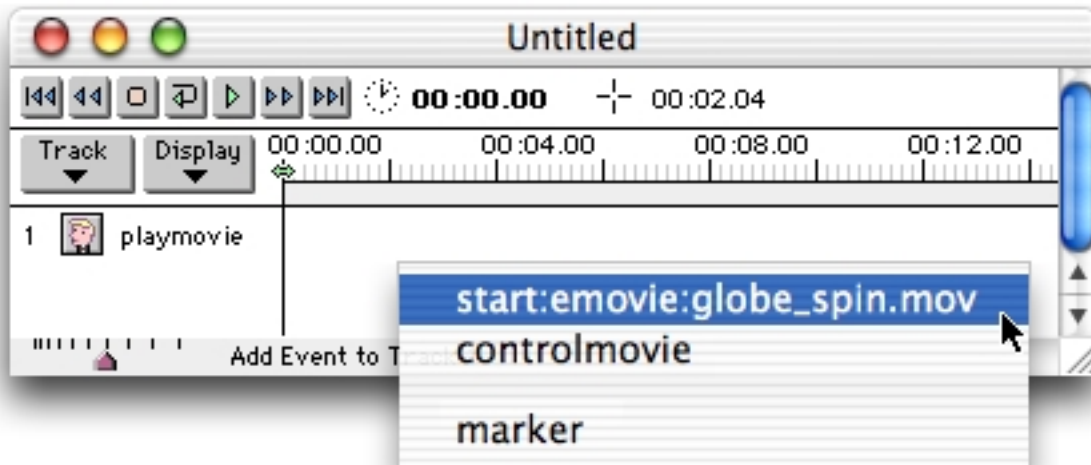 Untitled
00:00.00 00:02.04
Track Display 00:00.00 00:04.00 00:08.00 00:12.00
1 playmovie
start:emovie:globe_spin.mov
Add Event to controlmovie
marker